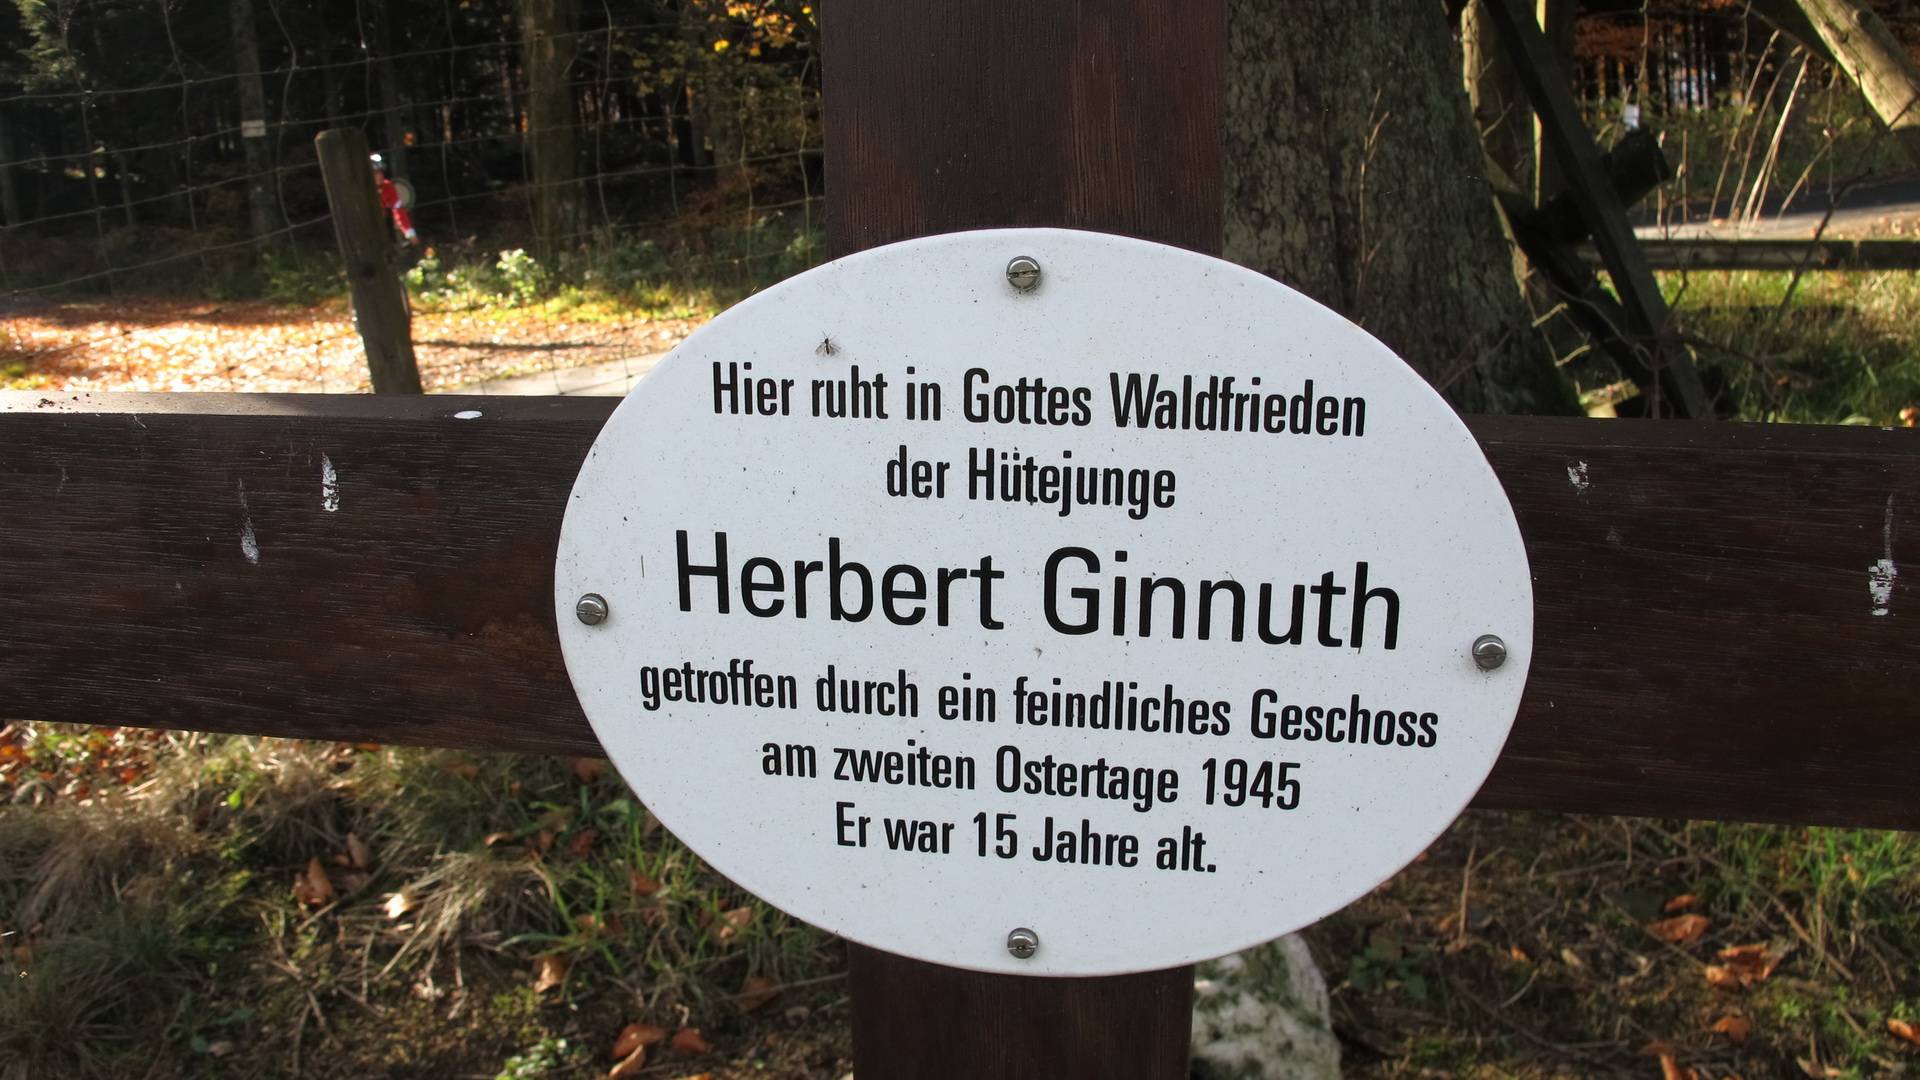 Hier ruht in Gottes Waldfrieden
der Hütejunge
Herbert Ginnuth
getroffen durch ein feindliches Geschoss
am zweiten Ostertage 1945
Er war 15 Jahre alt.